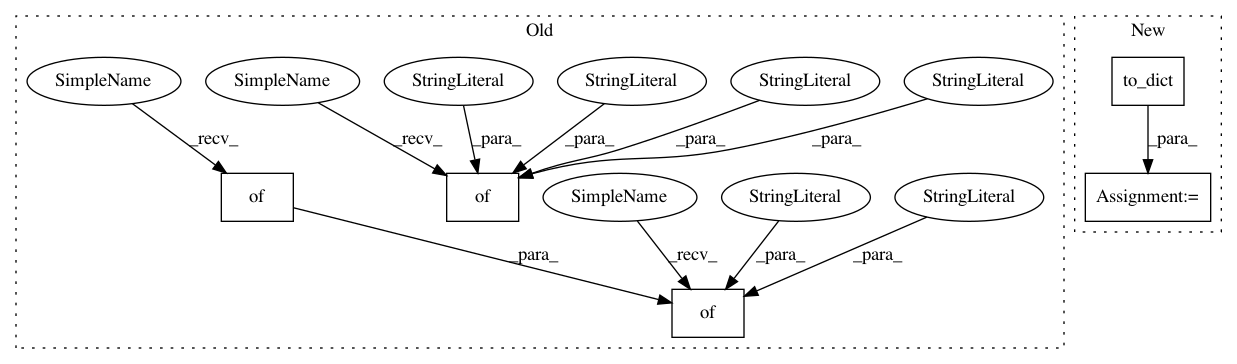 Old
New
SimpleName
SimpleName
StringLiteral
StringLiteral
StringLiteral
StringLiteral
to_dict
_recv_
_recv_
_para_
_para_
_para_
_para_
_para_
of
of
SimpleName
StringLiteral
StringLiteral
Assignment:=
_para_
_recv_
_para_
_para_
of